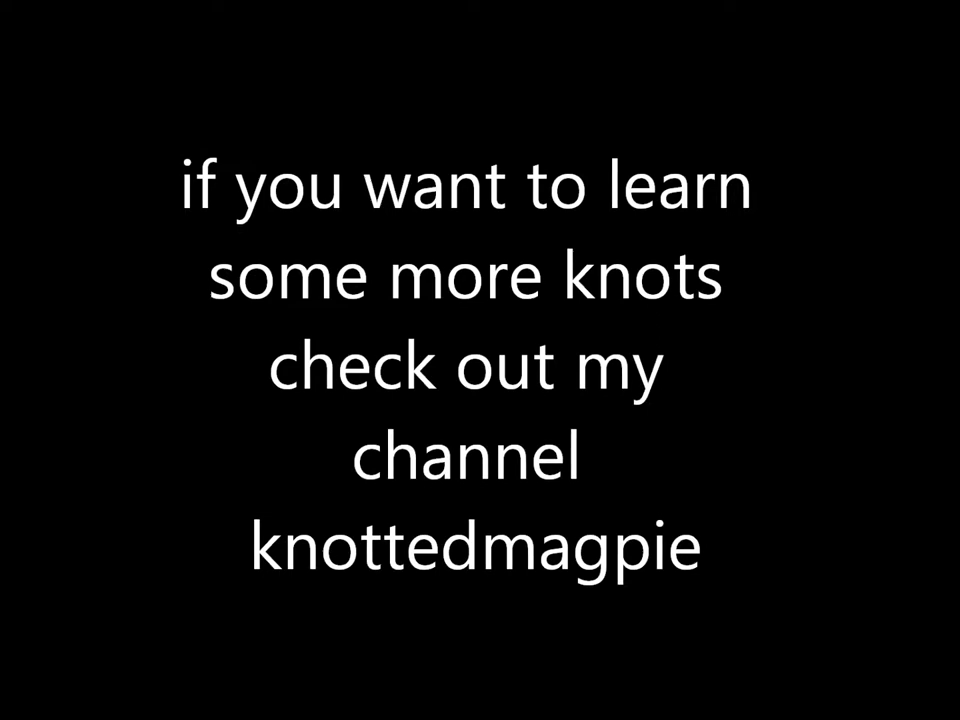 if you want to learn
some more knots
check out my
channel
knottedmagpie